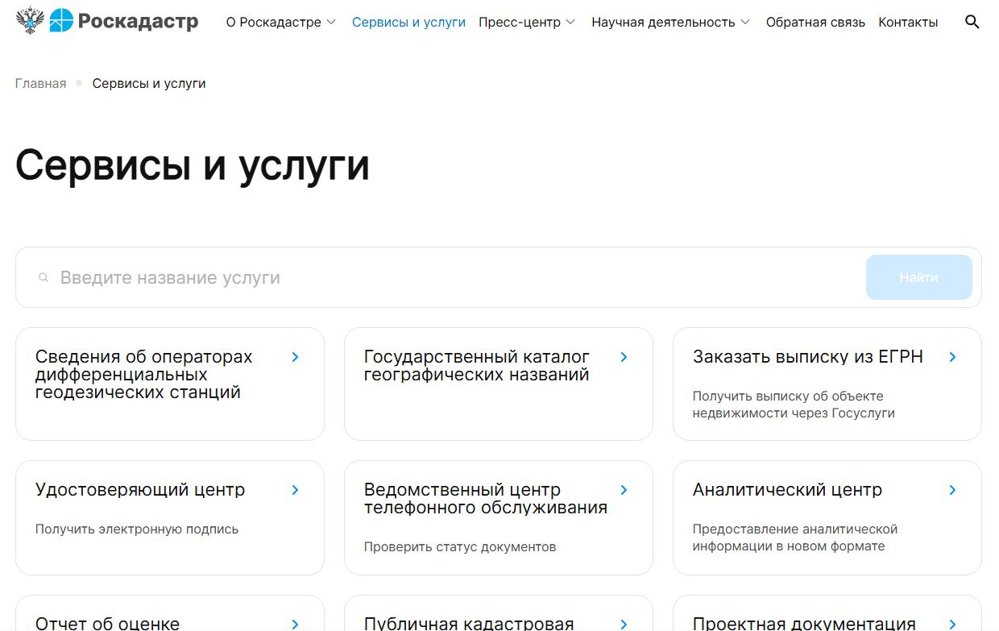 Роскадастр О Роскадастре Сервисы и услуги Пресс-центр Научная деятельность Обратная связь Контакты
Главная Сервисы и услуги
Сервисы и услуги
Введите название услуги Найти
Сведения об операторах
дифференциальных
геодезических станций
Государственный каталог
географических названий
Заказать выписку из ЕГРН
Получить выписку об объекте
недвижимости через Госуслуги
Удостоверяющий центр
Получить электронную подпись
Ведомственный центр
телефонного обслуживания
Проверить статус документов
Аналитический центр
Предоставление аналитической
информации в новом формате
Отчет об оценке
Публичная кадастровая
Проектная документация